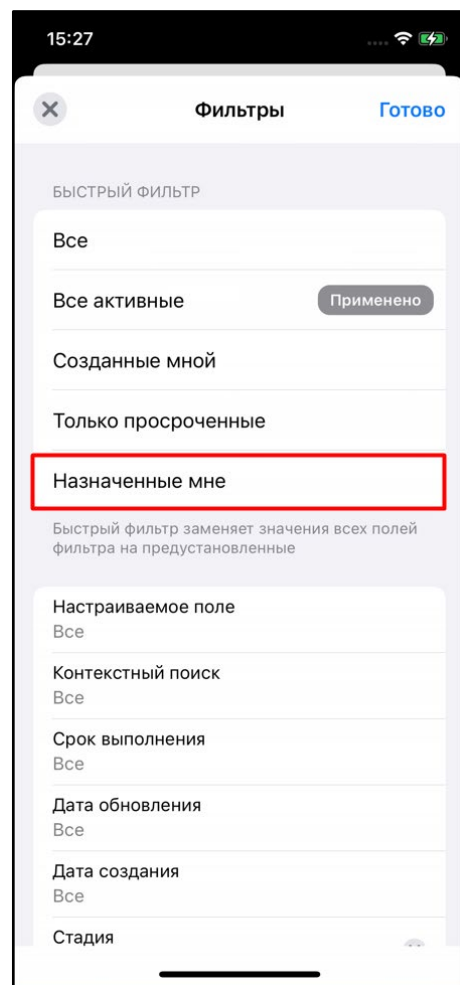 15:27
Фильтры
Готово
БЫСТРЫЙ ФИЛЬТР
Все
Все активные
Применено
Созданные мной
Только просроченные
Назначенные мне
Быстрый фильтр заменяет значения всех полей
фильтра на предустановленные
Настраиваемое поле
Все
Контекстный поиск
Все
Срок выполнения
Все
Дата обновления
Все
Дата создания
Все
Стадия